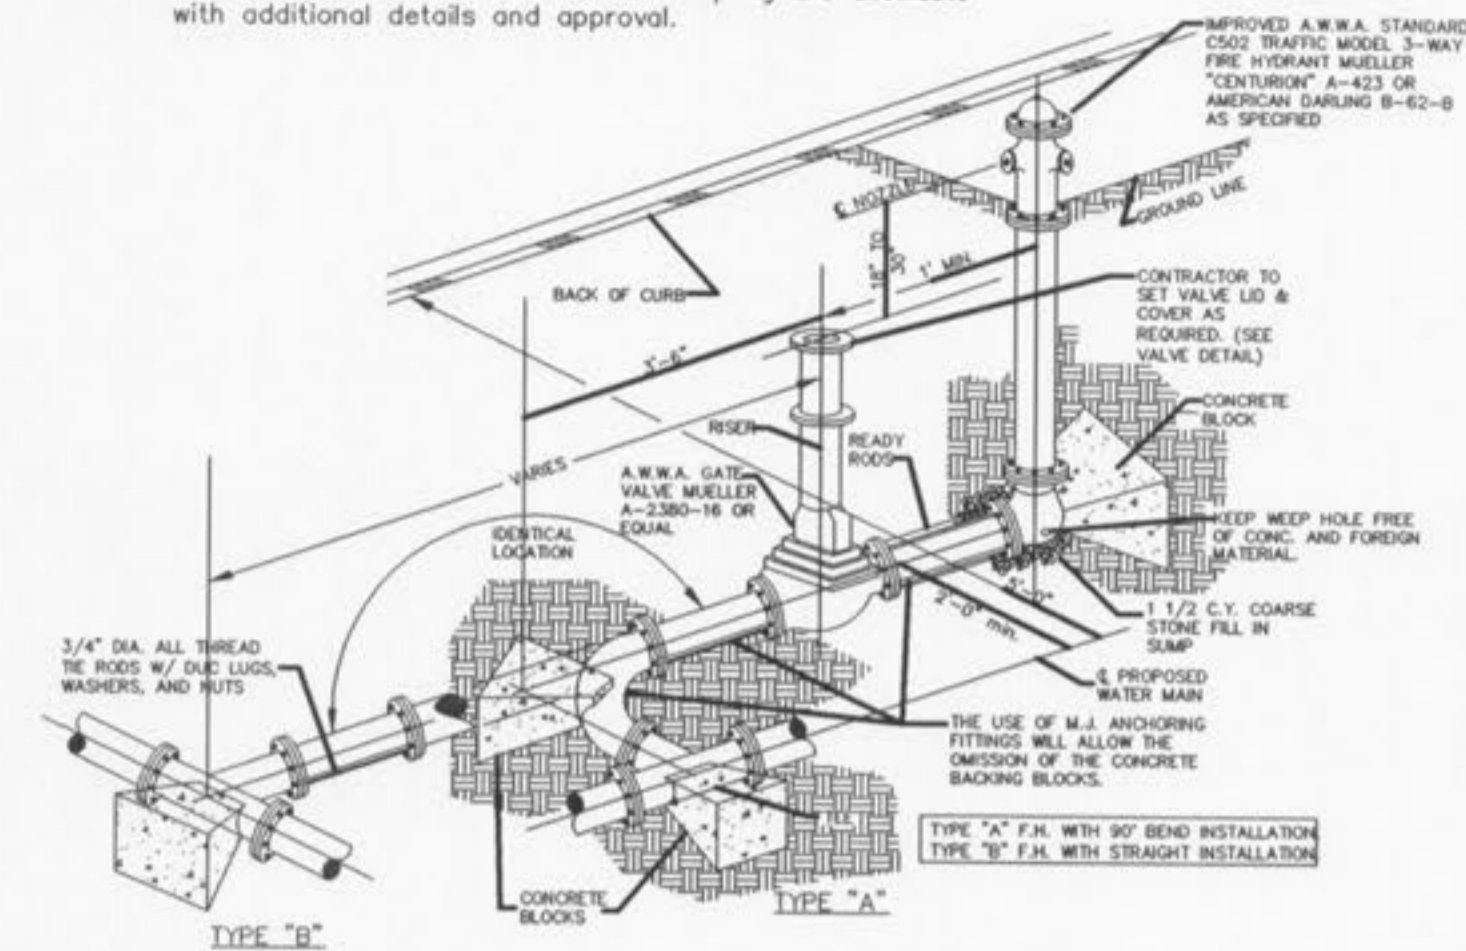 with additional details and approval.
IMPROVED A.W.W.A. STANDARD
C502 TRAFFIC MODEL 3-WAY
FIRE HYDRANT MUELLER
"CENTURION" A-423 OR
AMERICAN DARLING B-62-B
AS SPECIFIED
℄ NOZZLE
GROUND LINE
18" TO
30"
1' MIN.
BACK OF CURB
CONTRACTOR TO
SET VALVE LID &
COVER AS
REQUIRED. (SEE
VALVE DETAIL)
3'-6"
CONCRETE
BLOCK
RISER
READY
RODS
VARIES
A.W.W.A. GATE
VALVE MUELLER
A-2380-16 OR
EQUAL
IDENTICAL
LOCATION
KEEP WEEP HOLE FREE
OF CONC. AND FOREIGN
MATERIAL.
5'-0"
2'-0" min.
1 1/2 C.Y. COARSE
STONE FILL IN
SUMP
3/4" DIA. ALL THREAD
TIE RODS W/ DUC LUGS,
WASHERS, AND NUTS
℄ PROPOSED
WATER MAIN
THE USE OF M.J. ANCHORING
FITTINGS WILL ALLOW THE
OMISSION OF THE CONCRETE
BACKING BLOCKS.
TYPE "A" F.H. WITH 90° BEND INSTALLATION
TYPE "B" F.H. WITH STRAIGHT INSTALLATION
CONCRETE
BLOCKS
TYPE "A"
TYPE "B"